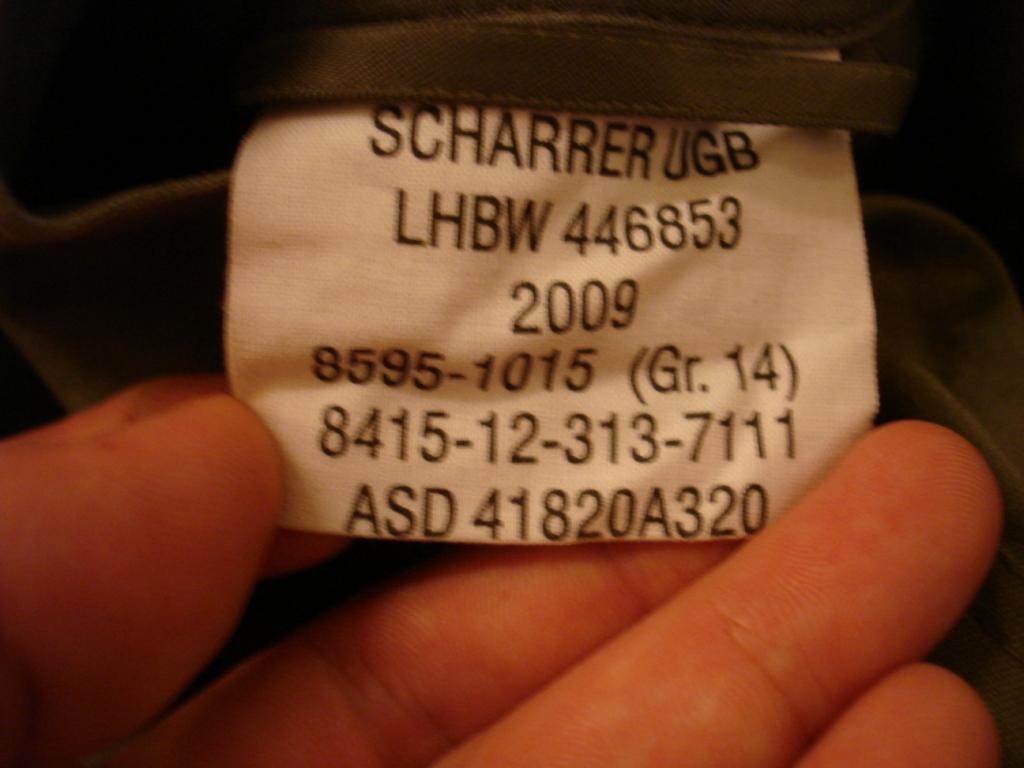 SCHARRER UGB
LHBW 446853
2009
8595-1015 (Gr. 14)
8415-12-313-7111
ASD 41820A320